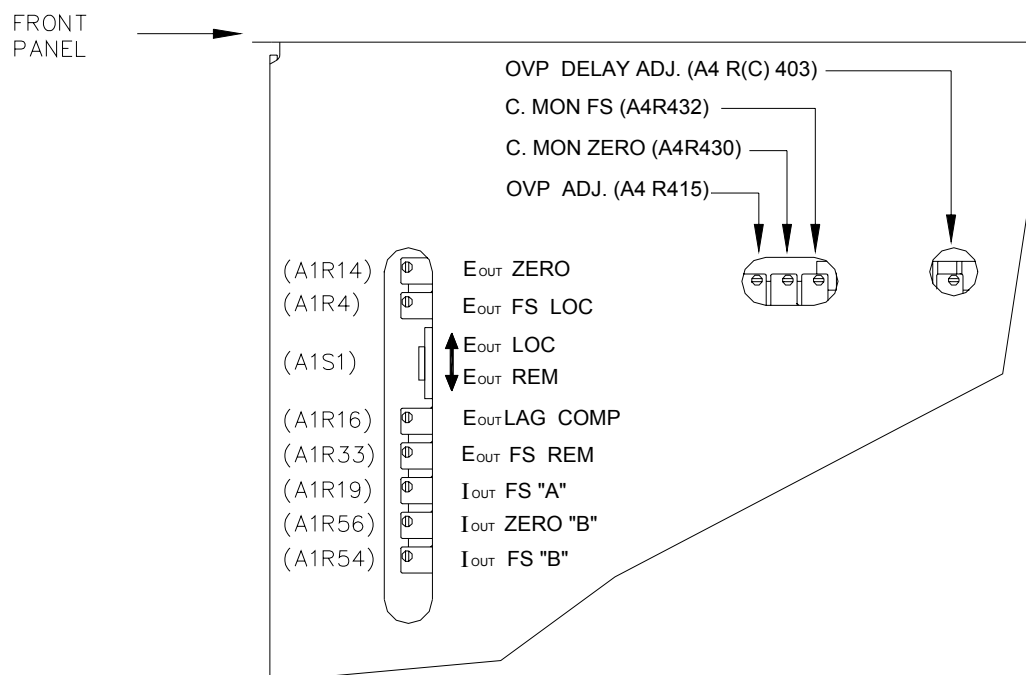 FRONT
PANEL
OVP DELAY ADJ. (A4 R(C) 403)
C. MON FS (A4R432)
C. MON ZERO (A4R430)
OVP ADJ. (A4 R415)
(A1R14) EOUT ZERO
(A1R4) EOUT FS LOC
(A1S1)
EOUT LOC
EOUT REM
(A1R16) EOUT LAG COMP
(A1R33) EOUT FS REM
(A1R19) IOUT FS "A"
(A1R56) IOUT ZERO "B"
(A1R54) IOUT FS "B"